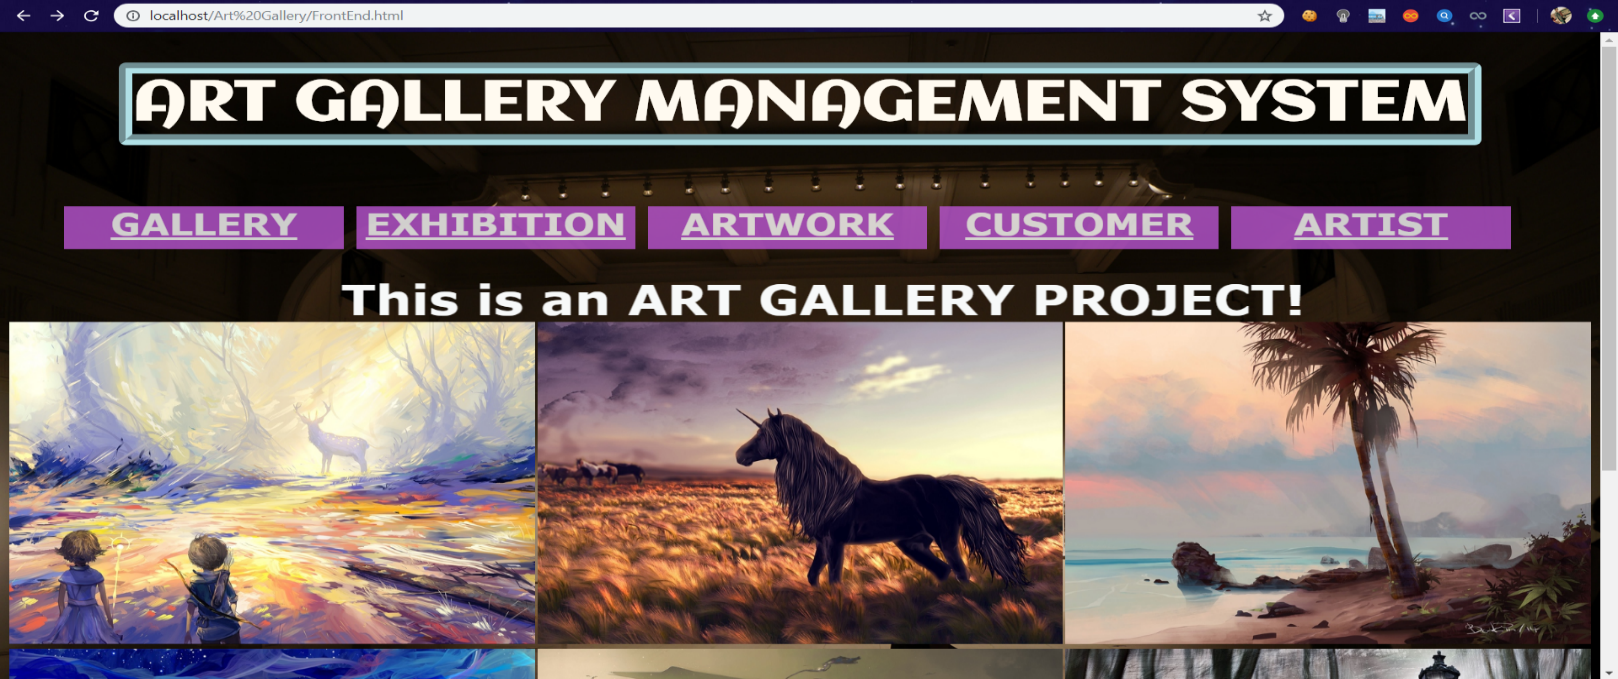 localhost/Art%20Gallery/FrontEnd.html
ART GALLERY MANAGEMENT SYSTEM
GALLERY EXHIBITION ARTWORK CUSTOMER ARTIST
This is an ART GALLERY PROJECT!